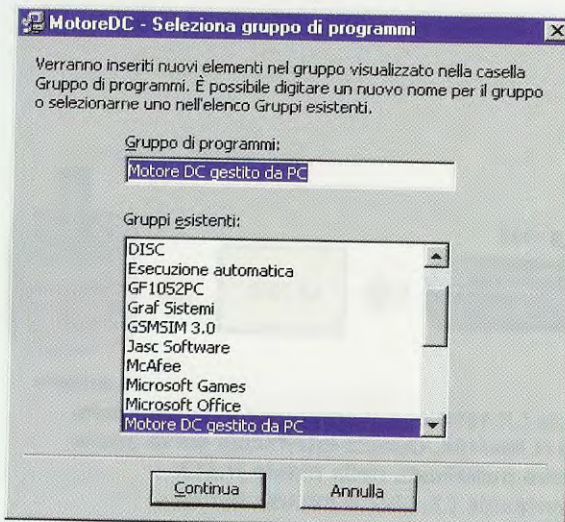 MotoreDC - Seleziona gruppo di programmi
Verranno inseriti nuovi elementi nel gruppo visualizzato nella casella
Gruppo di programmi. È possibile digitare un nuovo nome per il gruppo
o selezionarne uno nell'elenco Gruppi esistenti.
Gruppo di programmi:
Motore DC gestito da PC
Gruppi esistenti:
DISC
Esecuzione automatica
GF1052PC
Graf Sistemi
GSMSIM 3.0
Jasc Software
McAfee
Microsoft Games
Microsoft Office
Motore DC gestito da PC
Continua
Annulla